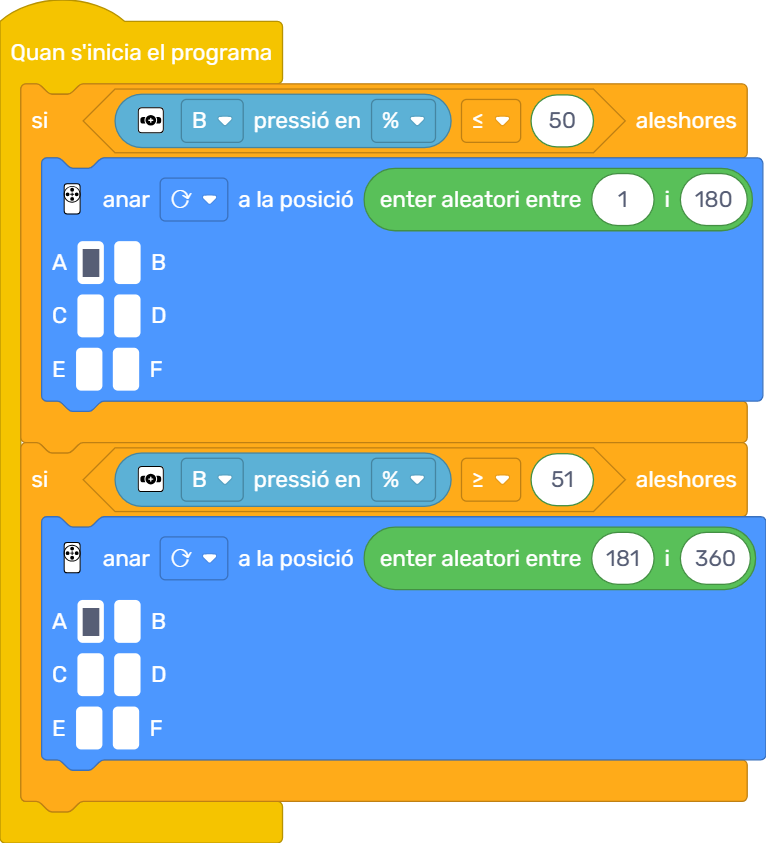 Quan s'inicia el programa
si B pressió en % ≤ 50 aleshores
anar a la posició enter aleatori entre 1 i 180
A B
C D
E F
si B pressió en % ≥ 51 aleshores
anar a la posició enter aleatori entre 181 i 360
A B
C D
E F